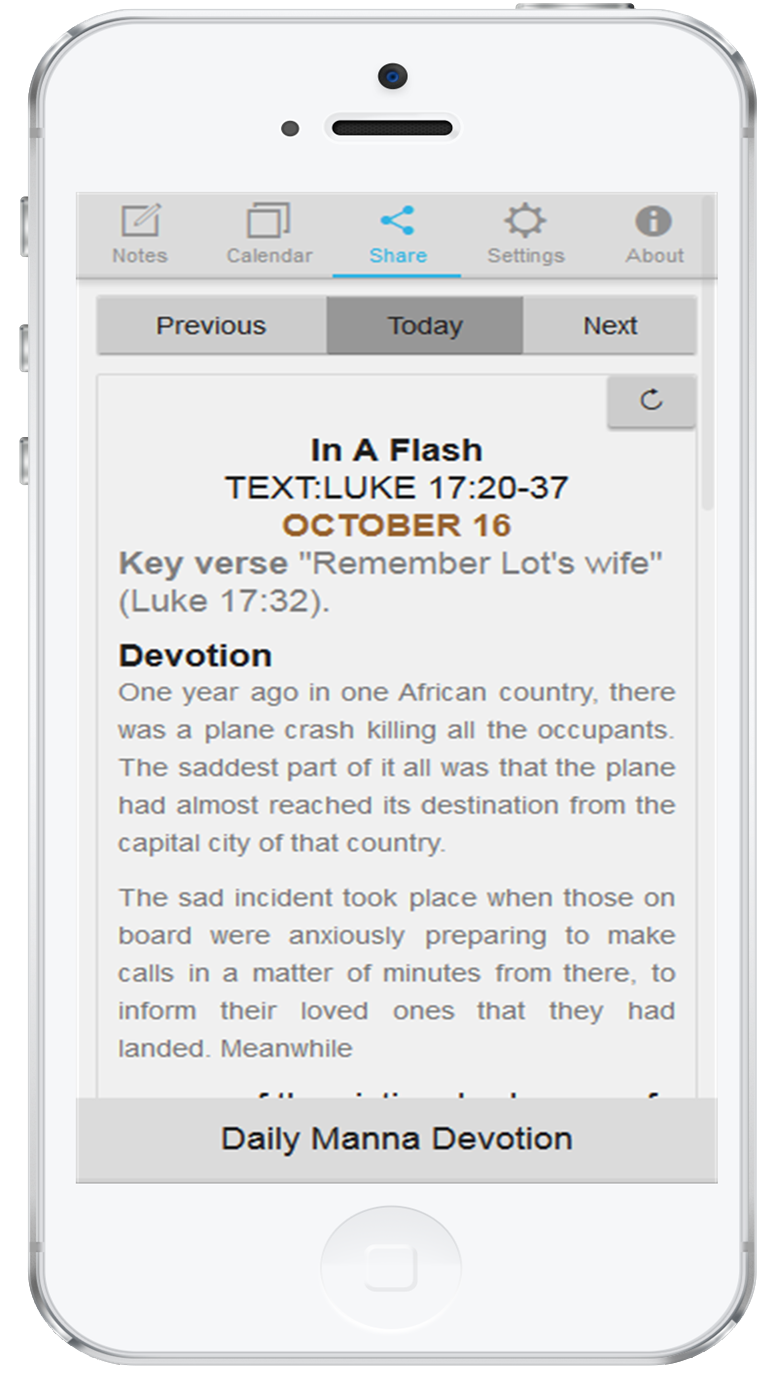 Notes Calendar Share Settings About
Previous Today Next
In A Flash
TEXT:LUKE 17:20-37
OCTOBER 16
Key verse "Remember Lot's wife"
(Luke 17:32).
Devotion
One year ago in one African country, there
was a plane crash killing all the occupants.
The saddest part of it all was that the plane
had almost reached its destination from the
capital city of that country.
The sad incident took place when those on
board were anxiously preparing to make
calls in a matter of minutes from there, to
inform their loved ones that they had
landed. Meanwhile
Daily Manna Devotion